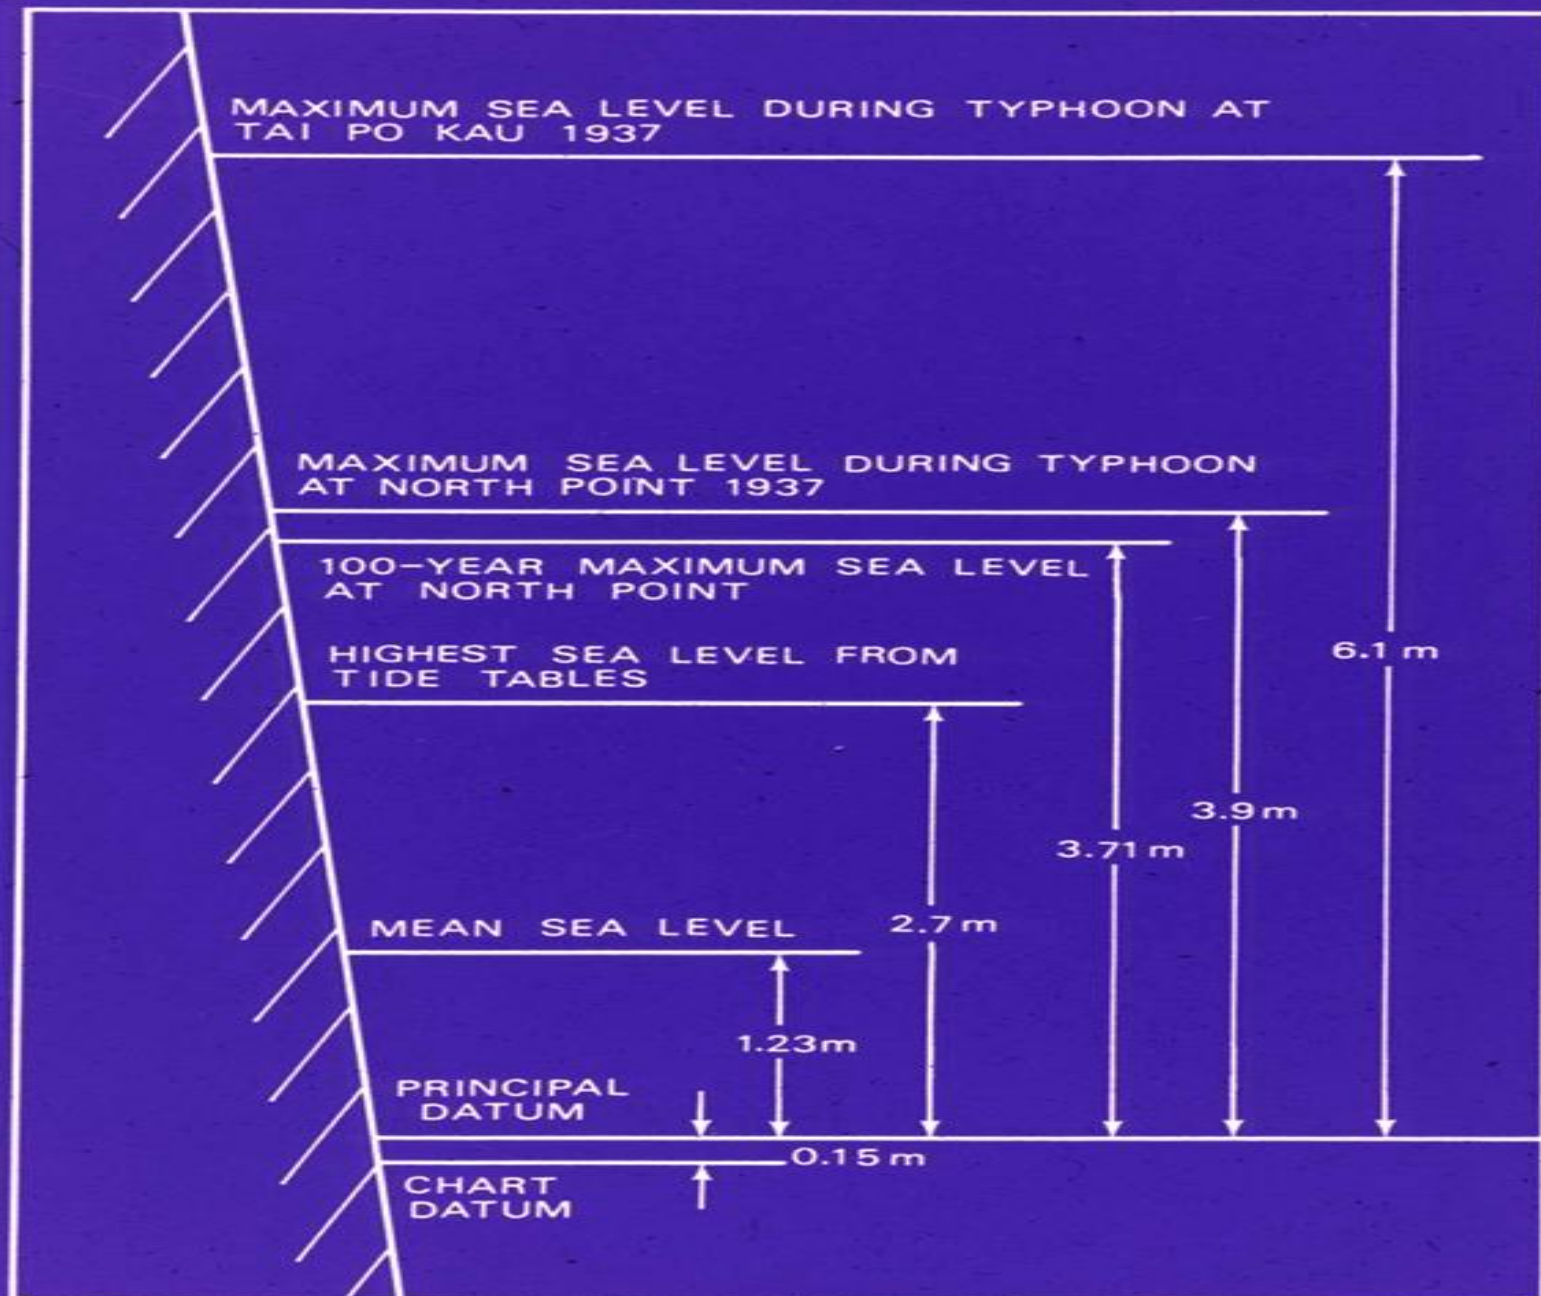 MAXIMUM SEA LEVEL DURING TYPHOON AT
TAI PO KAU 1937
MAXIMUM SEA LEVEL DURING TYPHOON
AT NORTH POINT 1937
100-YEAR MAXIMUM SEA LEVEL
AT NORTH POINT
HIGHEST SEA LEVEL FROM
TIDE TABLES
6.1 m
3.9 m
3.71 m
MEAN SEA LEVEL
2.7 m
1.23m
PRINCIPAL
DATUM
0.15 m
CHART
DATUM